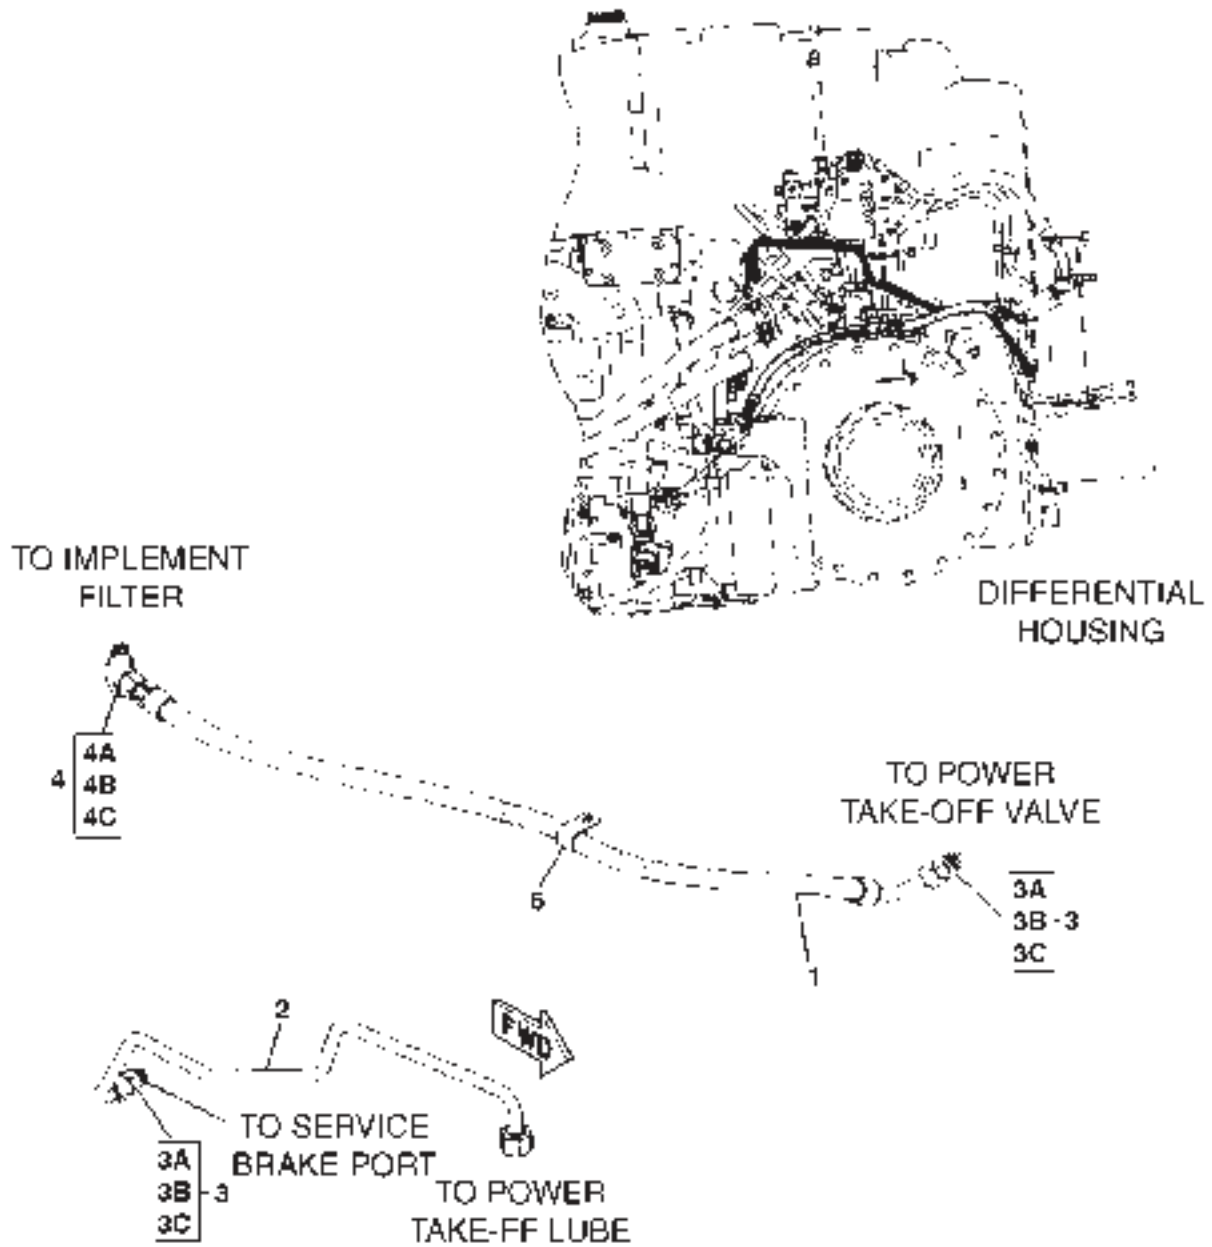 DIFFERENTIAL
HOUSING
TO IMPLEMENT
FILTER
4A
4 4B
4C
TO POWER
TAKE-OFF VALVE
5
3A
3B - 3
3C
1
2
FWD
TO SERVICE
BRAKE PORT
3A
3B - 3
3C
TO POWER
TAKE-FF LUBE